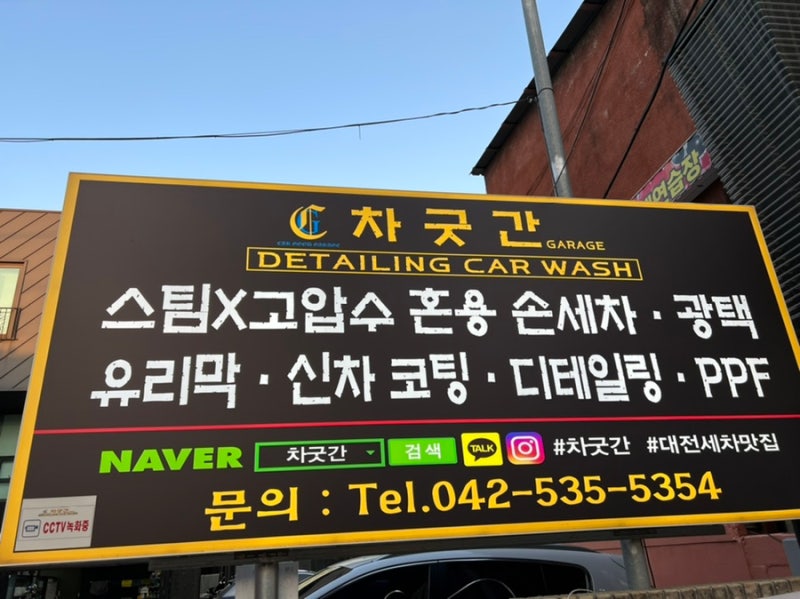 차굿간 GARAGE
DETAILING CAR WASH
스팀X고압수 혼용 손세차 · 광택
유리막 · 신차 코팅 · 디테일링 · PPF
NAVER 차굿간 검색 TALK #차굿간 #대전세차맛집
문의 : Tel.042-535-5354
CCTV녹화중